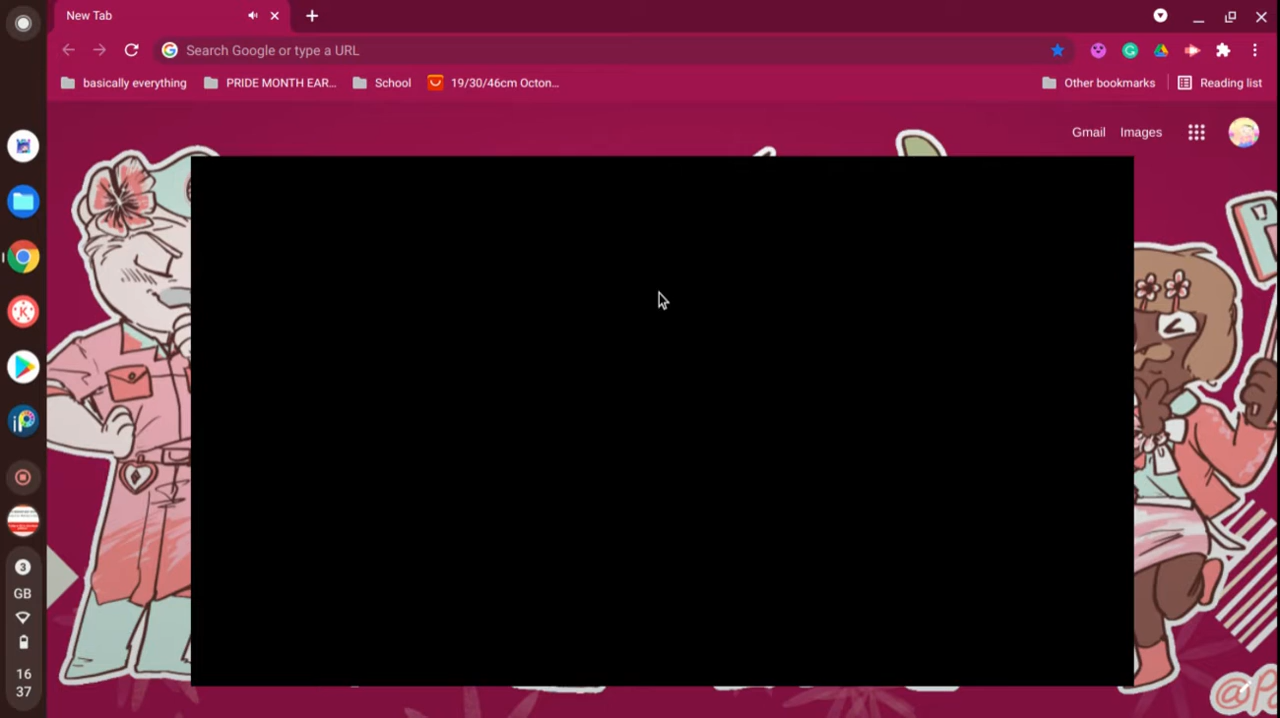 New Tab
Search Google or type a URL
basically everything
PRIDE MONTH EAR...
School
19/30/46cm Octon...
Other bookmarks
Reading list
Gmail
Images
3
GB
16
37